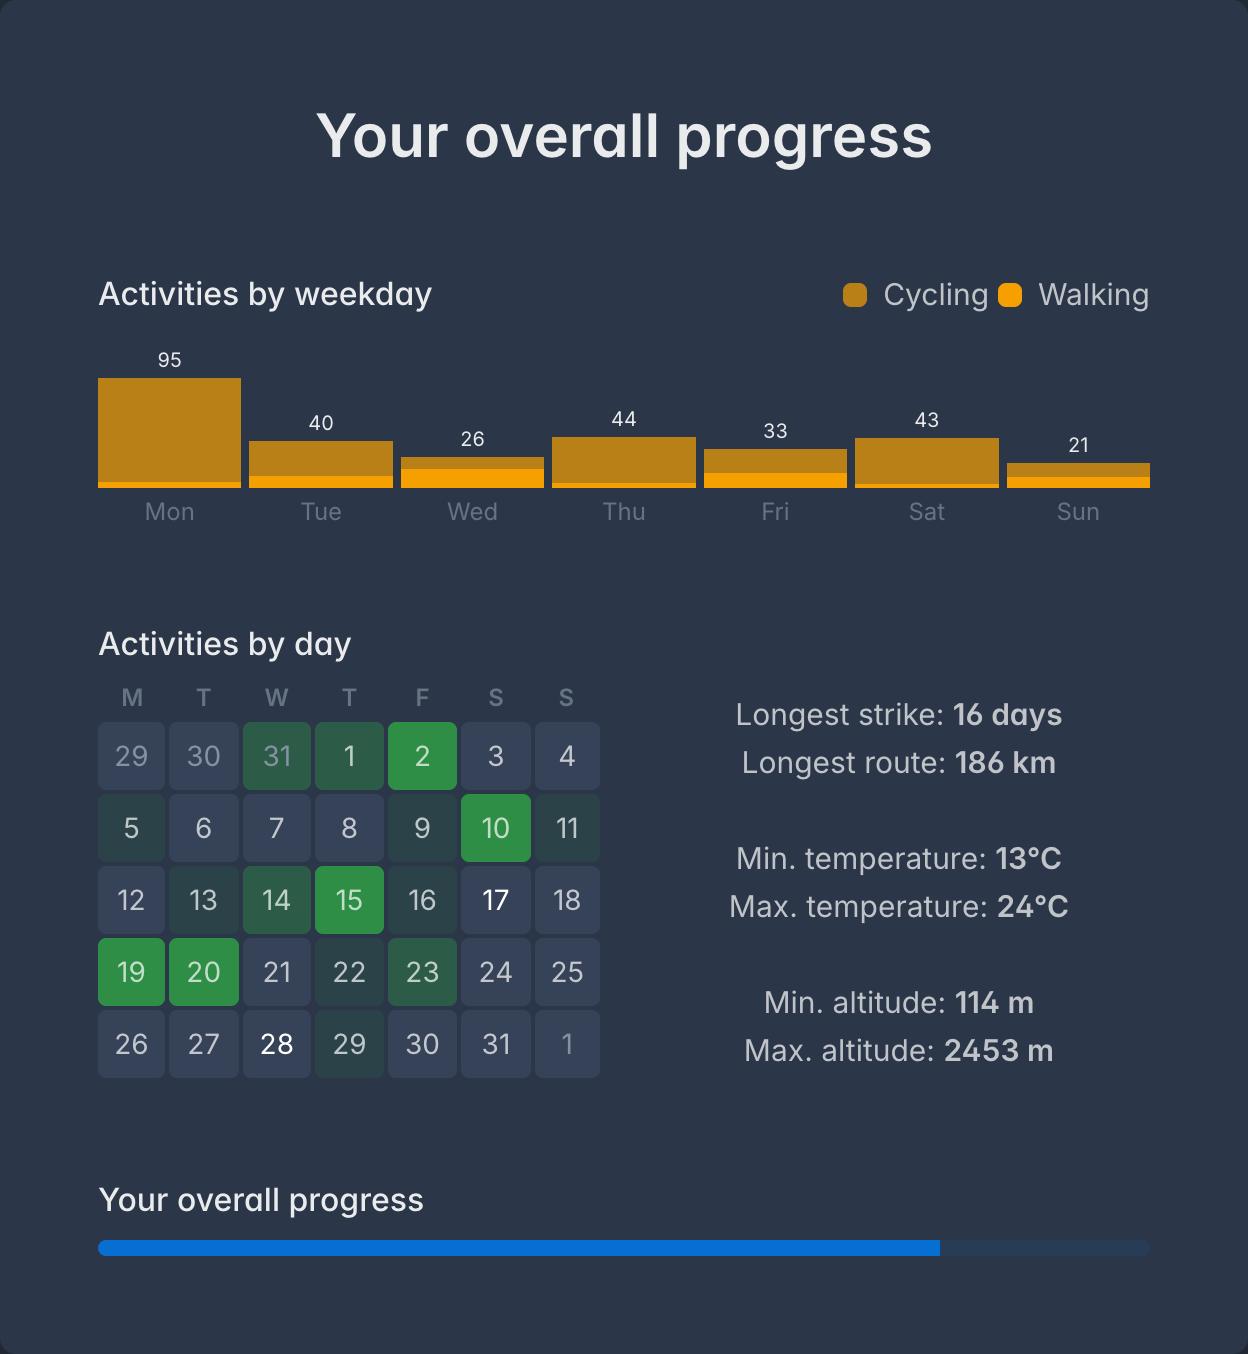 Your overall progress
Activities by weekday
Cycling Walking
95 40 26 44 33 43 21
Mon Tue Wed Thu Fri Sat Sun
Activities by day
M T W T F S S
29 30 31 1 2 3 4
5 6 7 8 9 10 11
12 13 14 15 16 17 18
19 20 21 22 23 24 25
26 27 28 29 30 31 1
Longest strike: 16 days
Longest route: 186 km
Min. temperature: 13°C
Max. temperature: 24°C
Min. altitude: 114 m
Max. altitude: 2453 m
Your overall progress